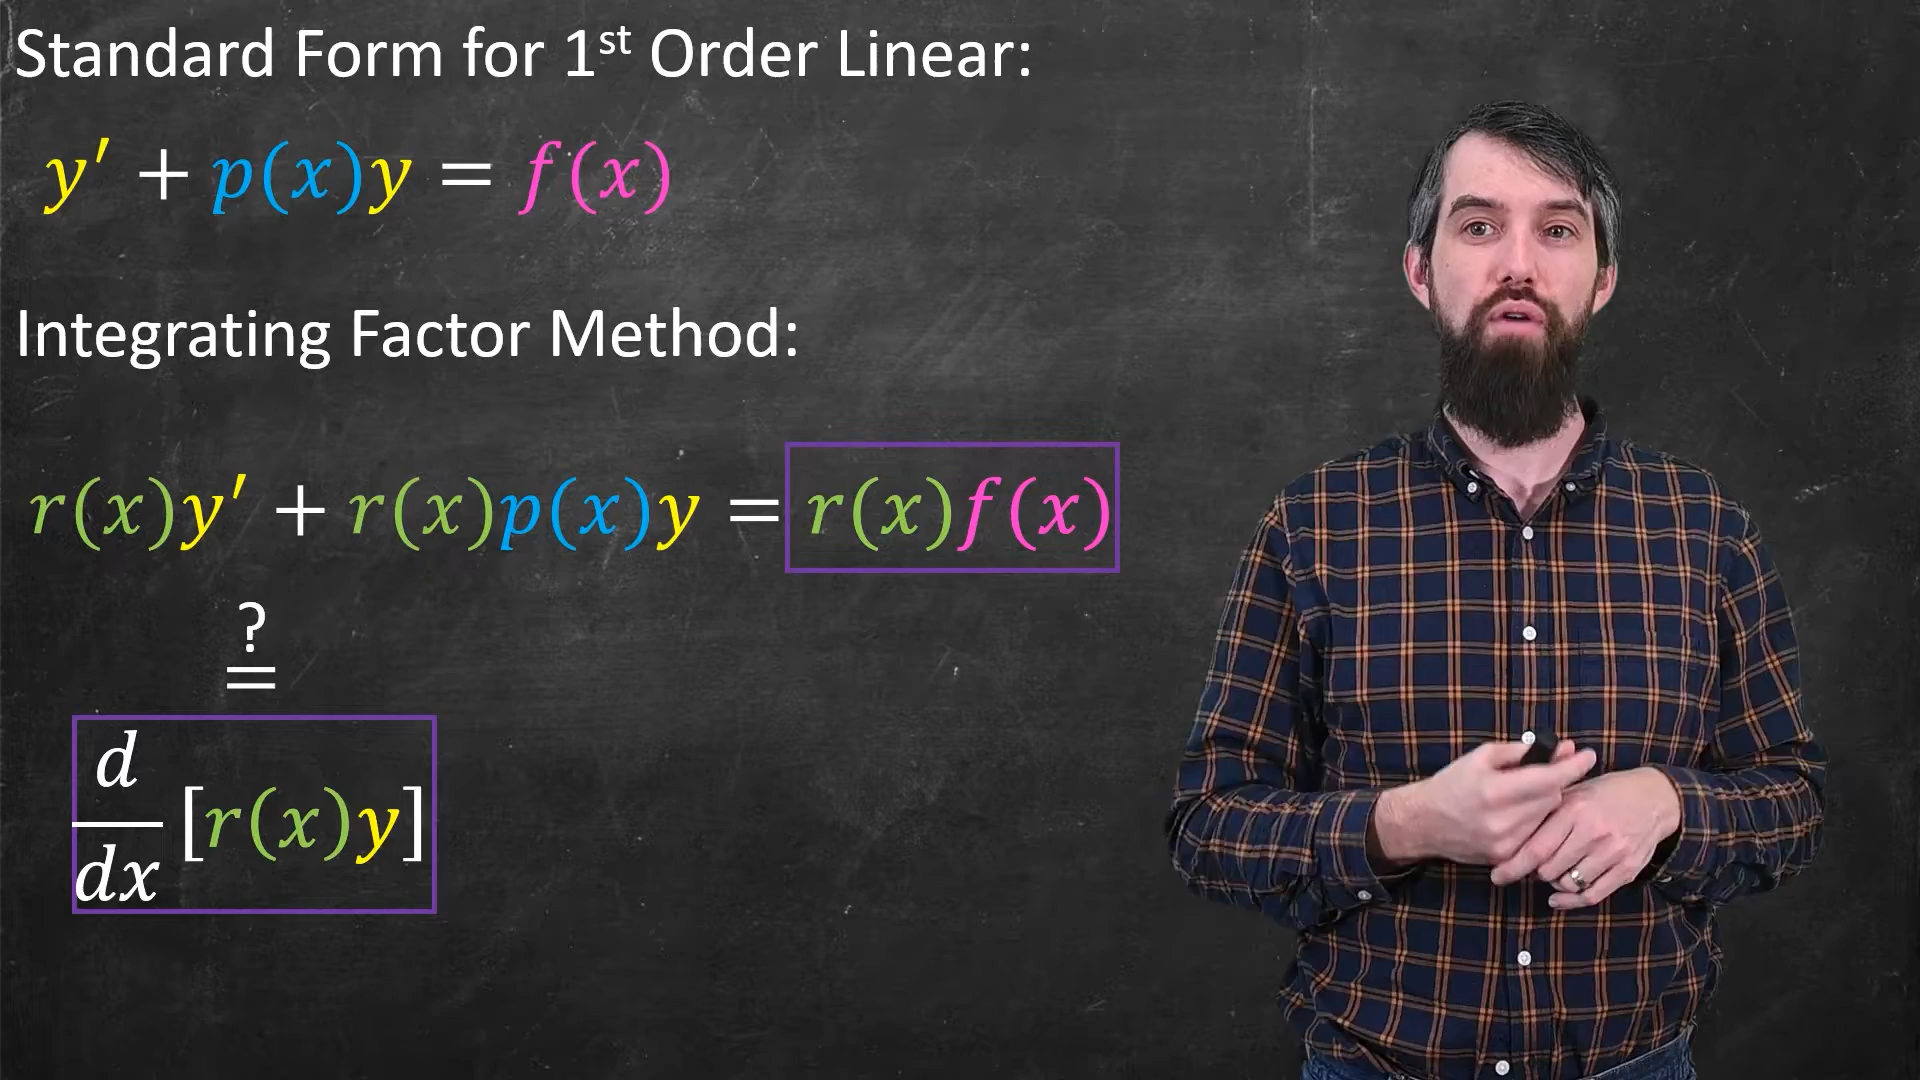 Standard Form for 1st Order Linear:
y′ + p(x)y = f(x)
Integrating Factor Method:
r(x)y′ + r(x)p(x)y = r(x)f(x)
?
=
d
dx
[r(x)y]